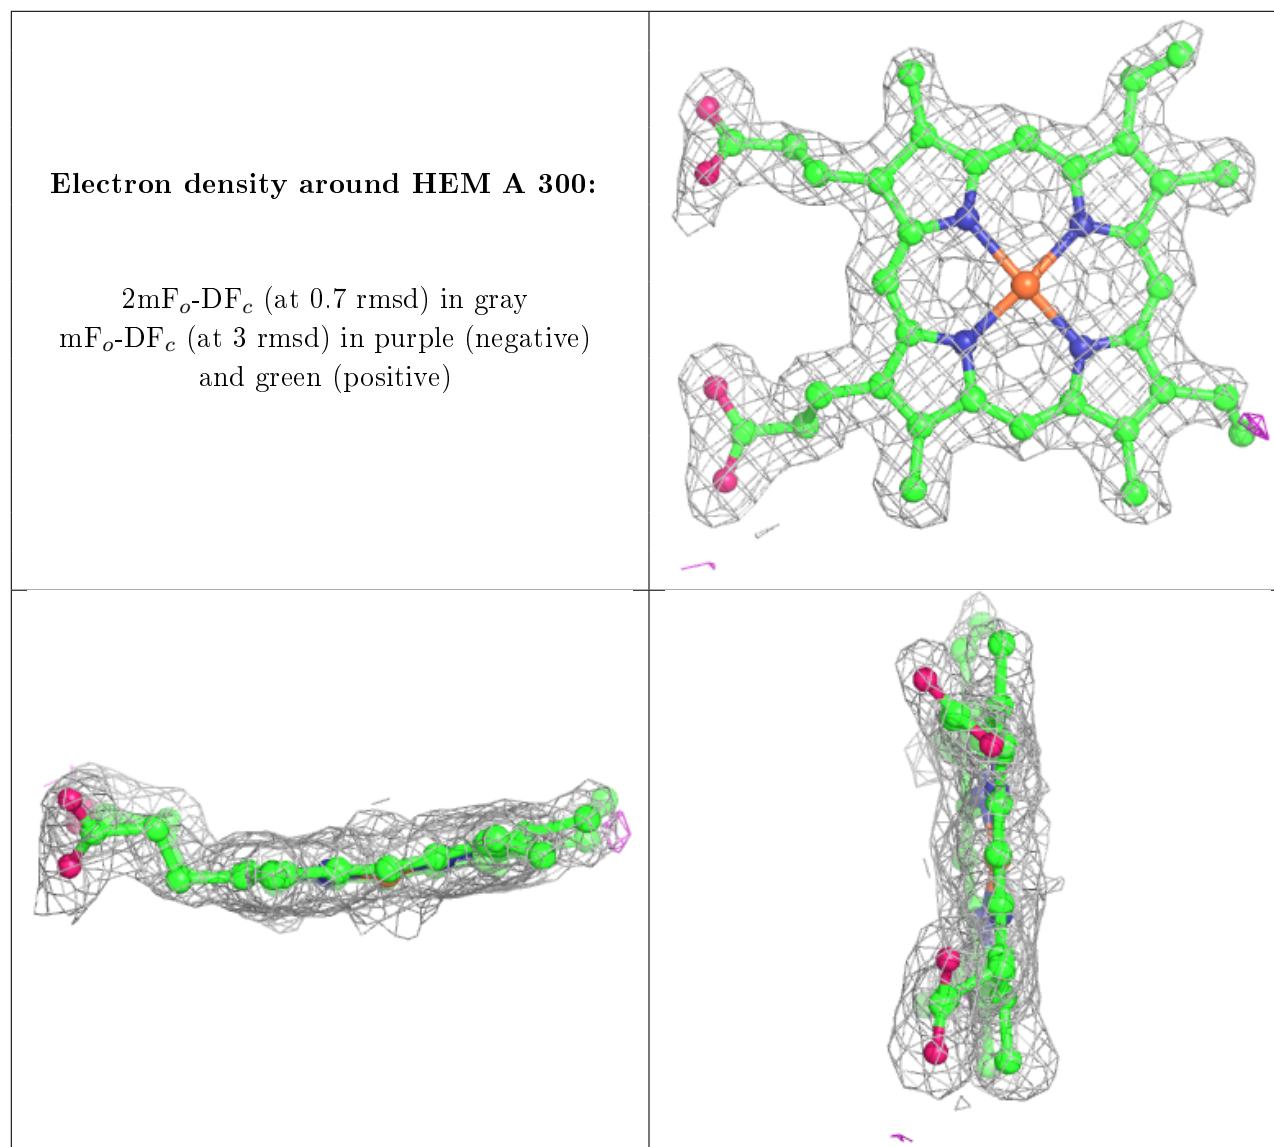 Electron density around HEM A 300:
2mFₒ-DF𝑐 (at 0.7 rmsd) in gray
mFₒ-DF𝑐 (at 3 rmsd) in purple (negative)
and green (positive)